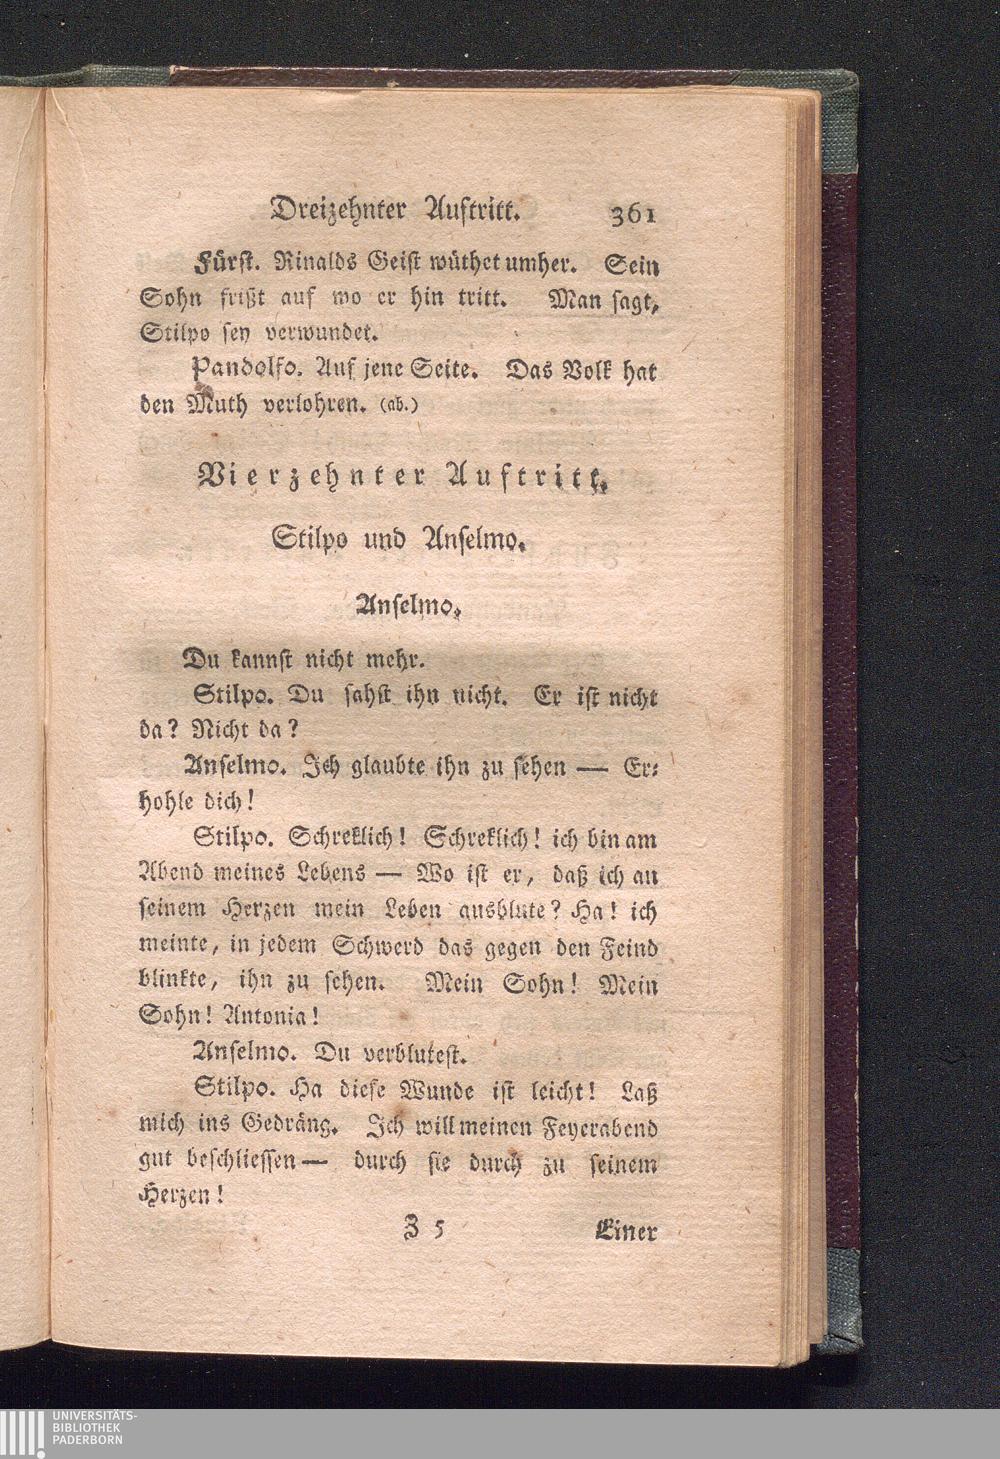 Dreizehnter Auftritt. 361
Fürst. Rinalds Geist wüthet umher. Sein
Sohn frißt auf wo er hin tritt. Man sagt,
Stilpo sey verwundet.
Pandolfo. Auf jene Seite. Das Volk hat
den Muth verlohren. (ab.)
Vierzehnter Auftritt.
Stilpo und Anselmo.
Anselmo.
Du kannst nicht mehr.
Stilpo. Du sahst ihn nicht. Er ist nicht
da? Nicht da?
Anselmo. Ich glaubte ihn zu sehen — Er-
hohle dich!
Stilpo. Schreklich! Schreklich! ich bin am
Abend meines Lebens — Wo ist er, daß ich an
seinem Herzen mein Leben ausblute? Ha! ich
meinte, in jedem Schwerd das gegen den Feind
blinkte, ihn zu sehen. Mein Sohn! Mein
Sohn! Antonia!
Anselmo. Du verblutest.
Stilpo. Ha diese Wunde ist leicht! Laß
mich ins Gedräng. Ich will meinen Feyerabend
gut beschliessen — durch sie durch zu seinem
Herzen!
Z 5 Einer
UNIVERSITÄTS-
BIBLIOTHEK
PADERBORN